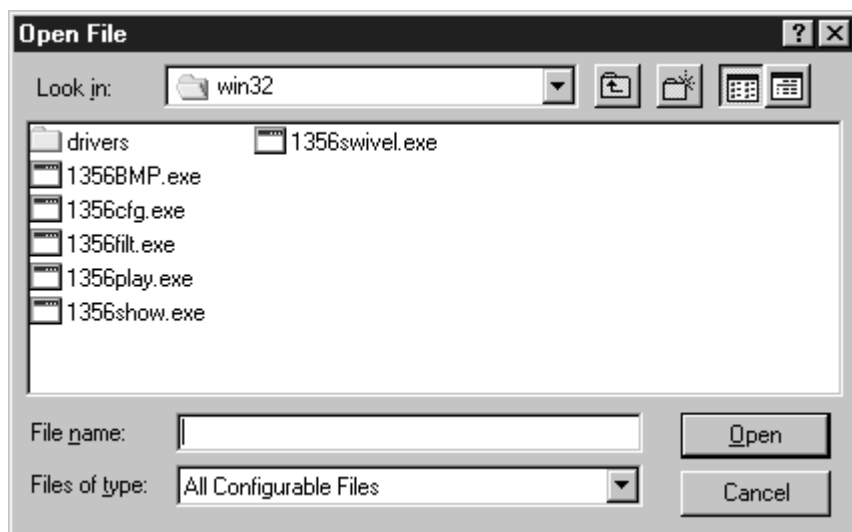 Open File
Look in: win32
drivers
1356BMP.exe
1356cfg.exe
1356filt.exe
1356play.exe
1356show.exe
1356swivel.exe
File name:
Open
Files of type: All Configurable Files
Cancel